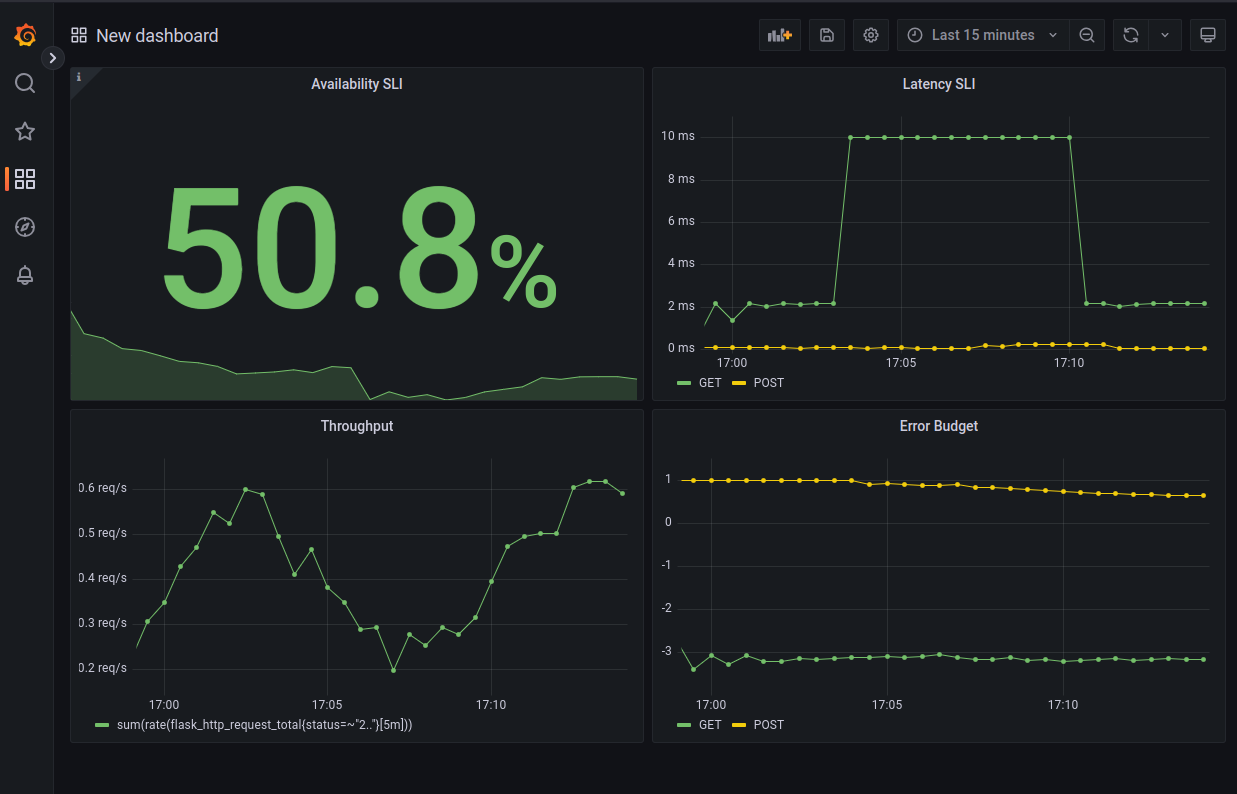 New dashboard
Last 15 minutes
i
Availability SLI
50.8%
Latency SLI
10 ms
8 ms
6 ms
4 ms
2 ms
0 ms
17:00 17:05 17:10
GET POST
Throughput
0.6 req/s
0.5 req/s
0.4 req/s
0.3 req/s
0.2 req/s
17:00 17:05 17:10
sum(rate(flask_http_request_total{status=~"2.."}[5m]))
Error Budget
1
0
-1
-2
-3
17:00 17:05 17:10
GET POST